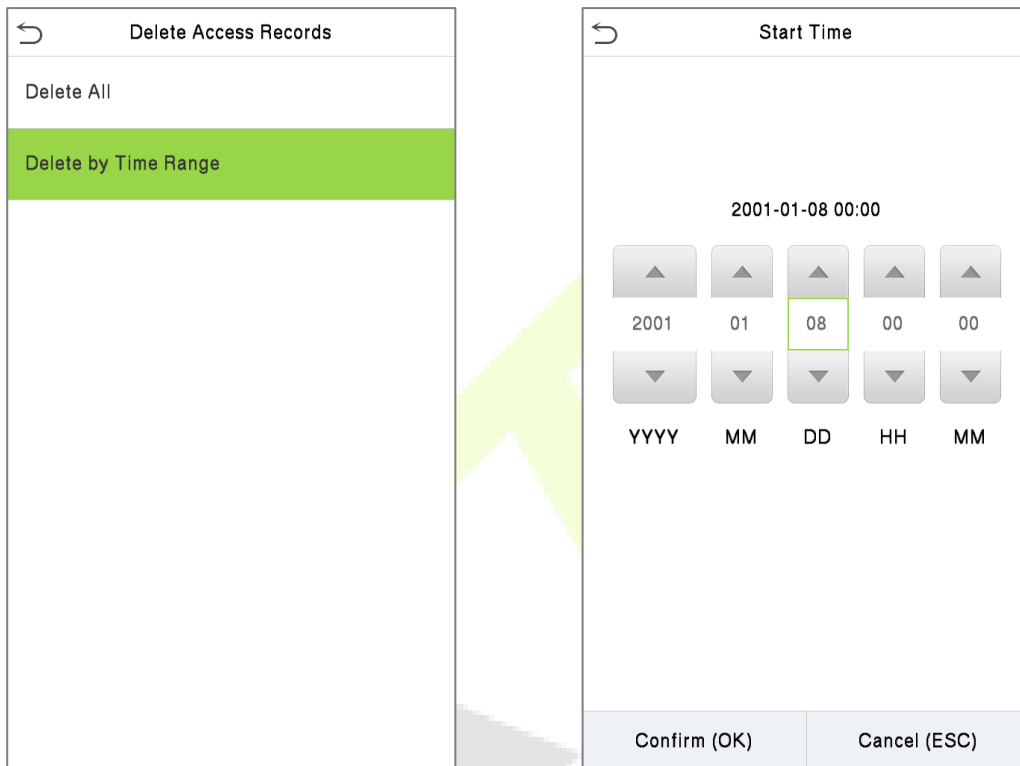 Delete Access Records
Delete All
Delete by Time Range
Start Time
2001-01-08 00:00
2001 01 08 00 00
YYYY MM DD HH MM
Confirm (OK) Cancel (ESC)